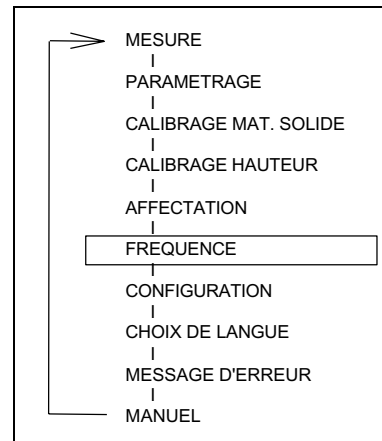 MESURE
PARAMETRAGE
CALIBRAGE MAT. SOLIDE
CALIBRAGE HAUTEUR
AFFECTATION
FREQUENCE
CONFIGURATION
CHOIX DE LANGUE
MESSAGE D'ERREUR
MANUEL